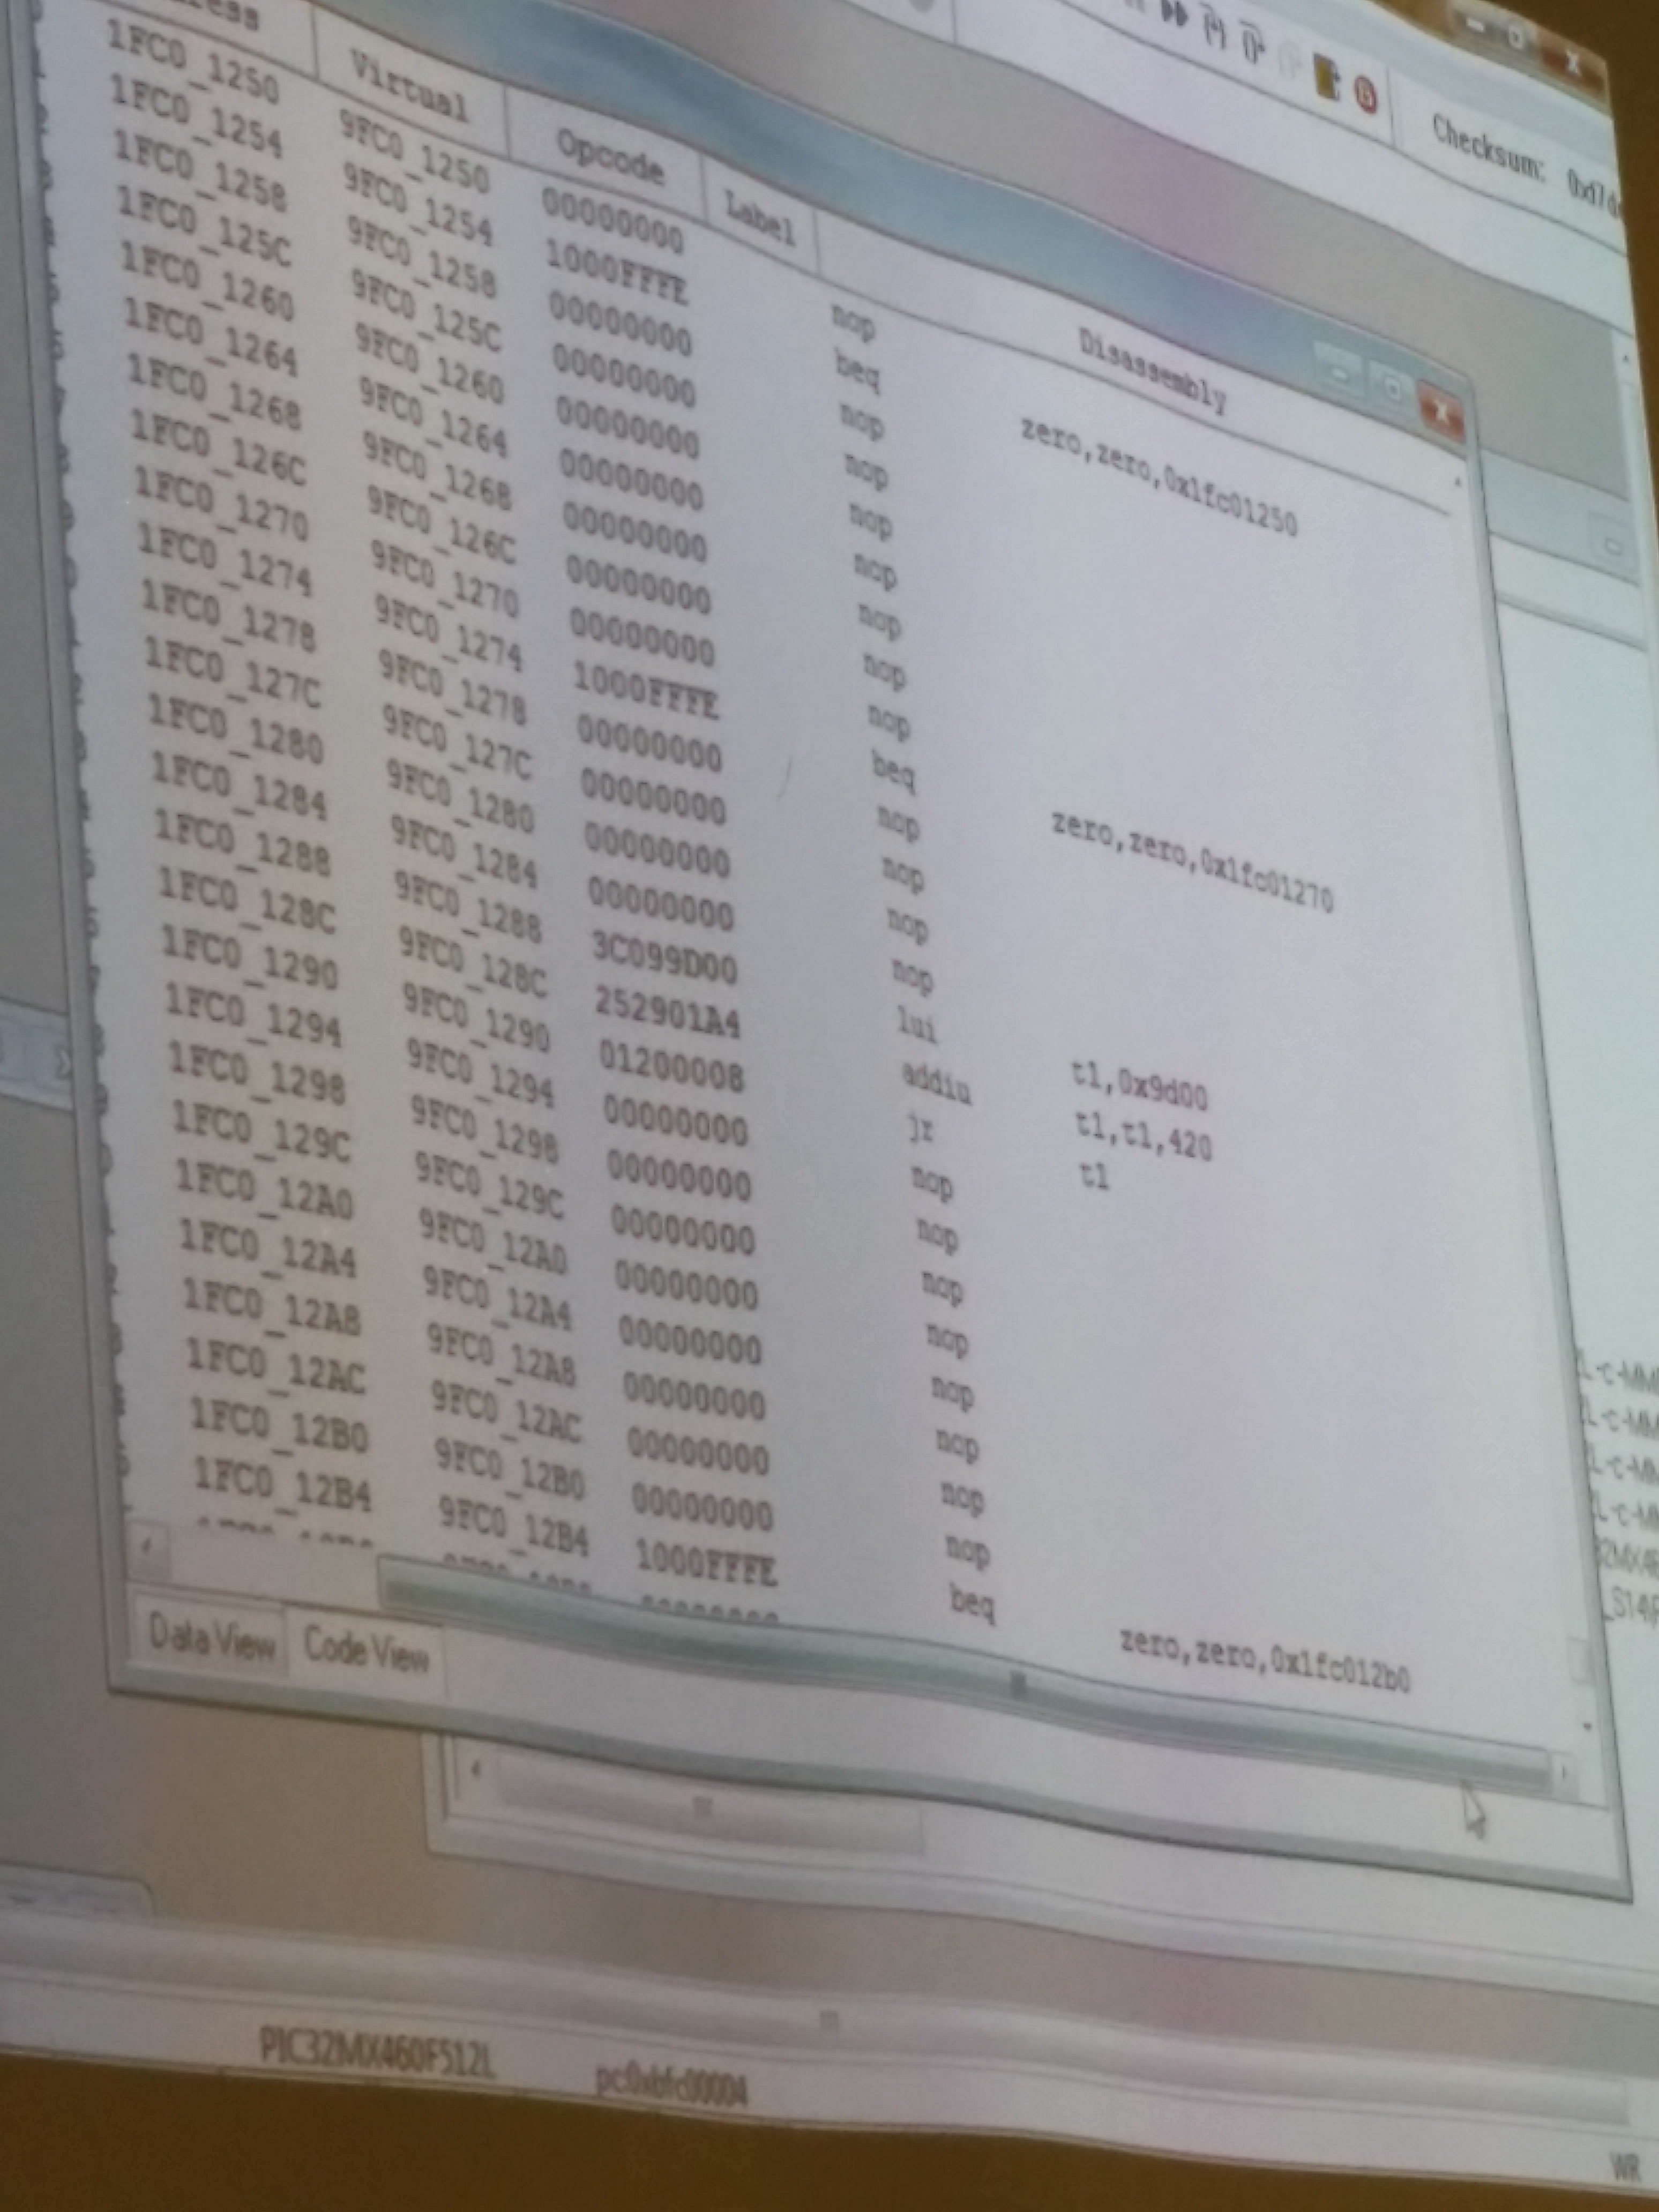 Virtual Opcode Label Disassembly
1FC0_1250 9FC0_1250 00000000 nop
1FC0_1254 9FC0_1254 1000FFFE beq zero,zero,0x1fc01250
1FC0_1258 9FC0_1258 00000000 nop
1FC0_125C 9FC0_125C 00000000 nop
1FC0_1260 9FC0_1260 00000000 nop
1FC0_1264 9FC0_1264 00000000 nop
1FC0_1268 9FC0_1268 00000000 nop
1FC0_126C 9FC0_126C 00000000 nop
1FC0_1270 9FC0_1270 00000000 nop
1FC0_1274 9FC0_1274 1000FFFE beq zero,zero,0x1fc01270
1FC0_1278 9FC0_1278 00000000 nop
1FC0_127C 9FC0_127C 00000000 nop
1FC0_1280 9FC0_1280 00000000 nop
1FC0_1284 9FC0_1284 00000000 nop
1FC0_1288 9FC0_1288 3C099D00 lui t1,0x9d00
1FC0_128C 9FC0_128C 252901A4 addiu t1,t1,420
1FC0_1290 9FC0_1290 01200008 jr t1
1FC0_1294 9FC0_1294 00000000 nop
1FC0_1298 9FC0_1298 00000000 nop
1FC0_129C 9FC0_129C 00000000 nop
1FC0_12A0 9FC0_12A0 00000000 nop
1FC0_12A4 9FC0_12A4 00000000 nop
1FC0_12A8 9FC0_12A8 00000000 nop
1FC0_12AC 9FC0_12AC 00000000 nop
1FC0_12B0 9FC0_12B0 00000000 nop
1FC0_12B4 9FC0_12B4 1000FFFE beq zero,zero,0x1fc012b0
Data View Code View
Checksum: 0xd7d
PIC32MX460F512L pc:0xbfc00004
WR